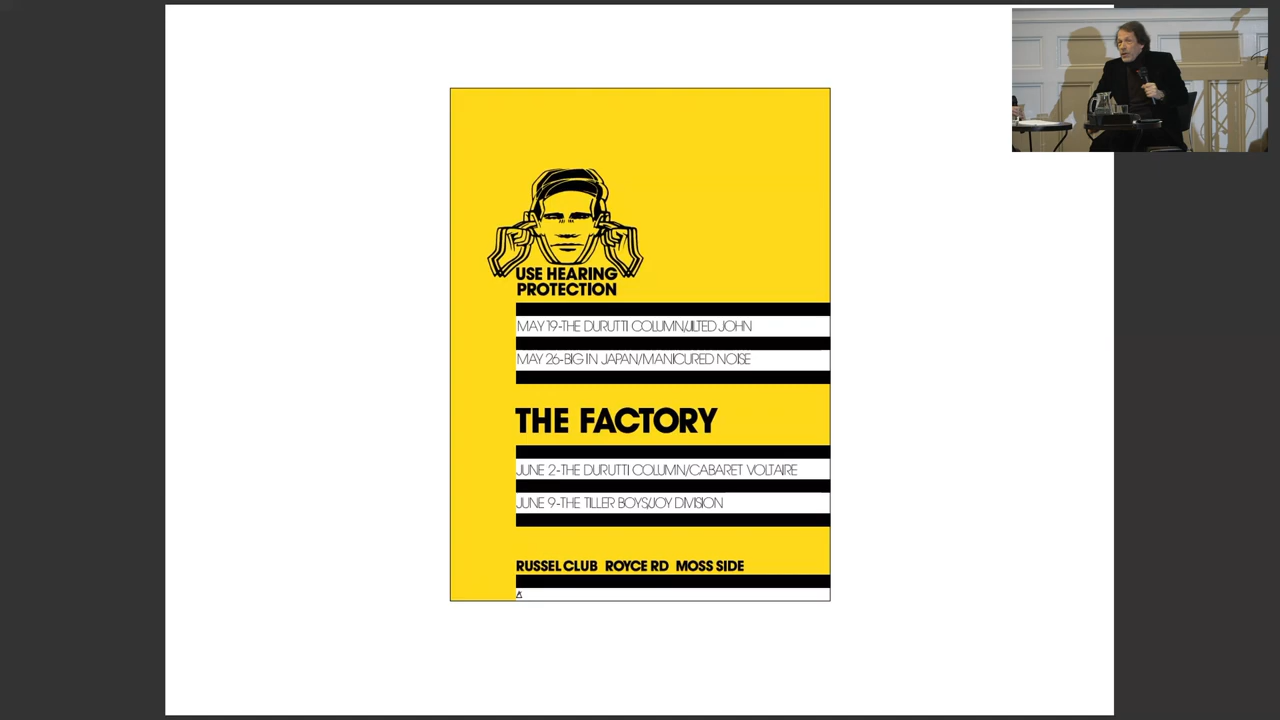 USE HEARING
PROTECTION
MAY 19-THE DURUTTI COLUMN/JILTED JOHN
MAY 26-BIG IN JAPAN/MANICURED NOISE
THE FACTORY
JUNE 2-THE DURUTTI COLUMN/CABARET VOLTAIRE
JUNE 9-THE TILLER BOYS/JOY DIVISION
RUSSEL CLUB ROYCE RD MOSS SIDE